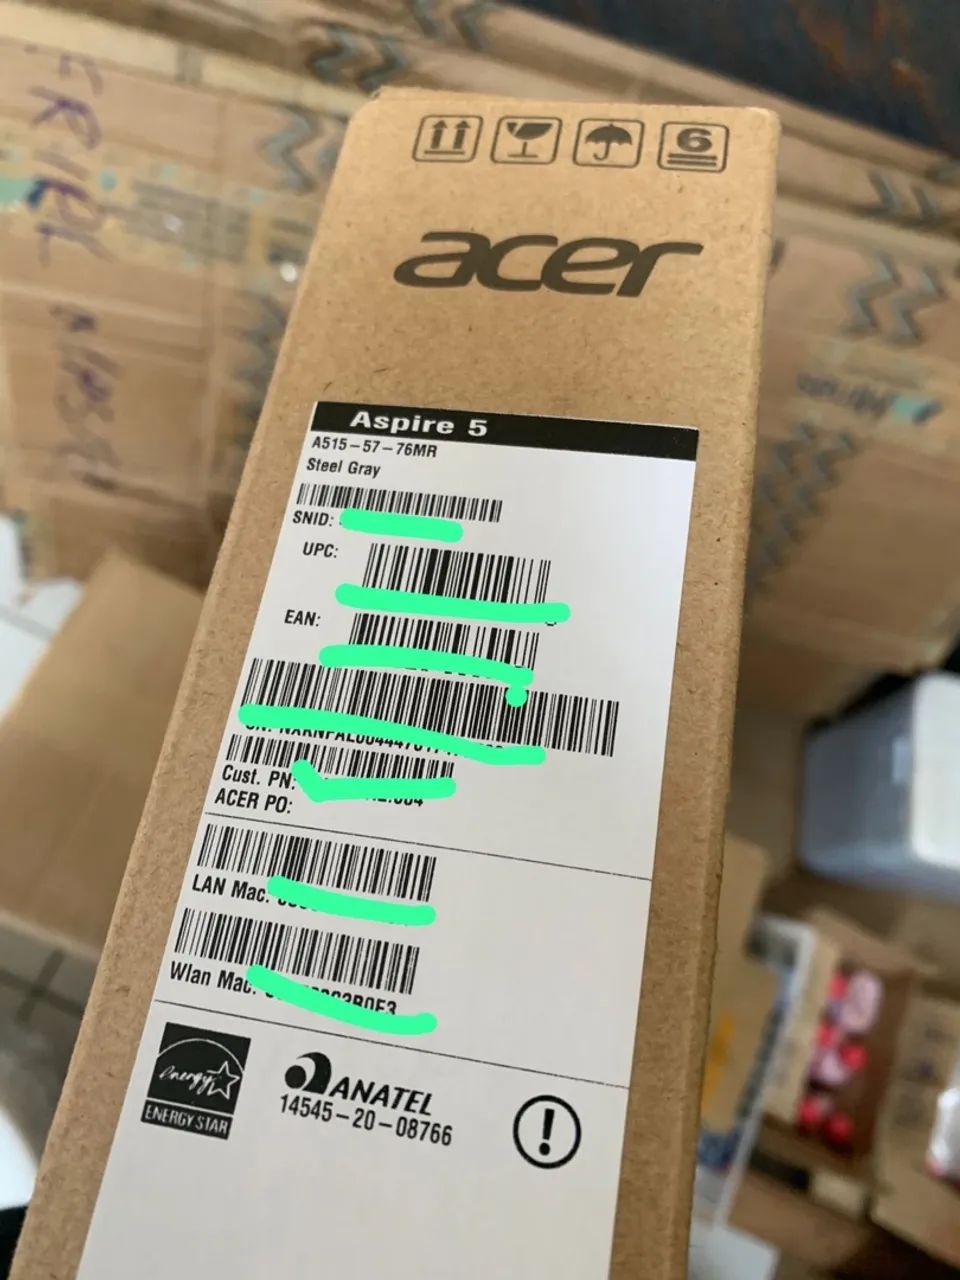 6
acer
Aspire 5
A515-57-76MR
Steel Gray
SNID:
UPC:
EAN:
Cust. PN:
ACER PO:
LAN Mac.
Wlan Mac.
energy
ENERGY STAR
ANATEL
14545-20-08766